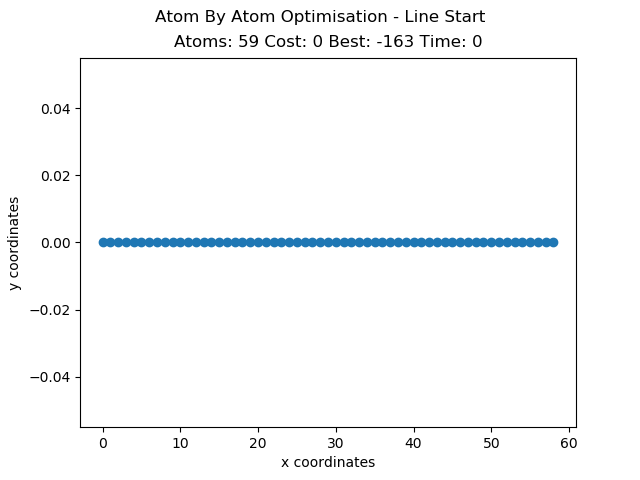 Atom By Atom Optimisation - Line Start
Atoms: 59 Cost: 0 Best: -163 Time: 0
0.04
0.02
0.00
−0.02
−0.04
y coordinates
0 10 20 30 40 50 60
x coordinates